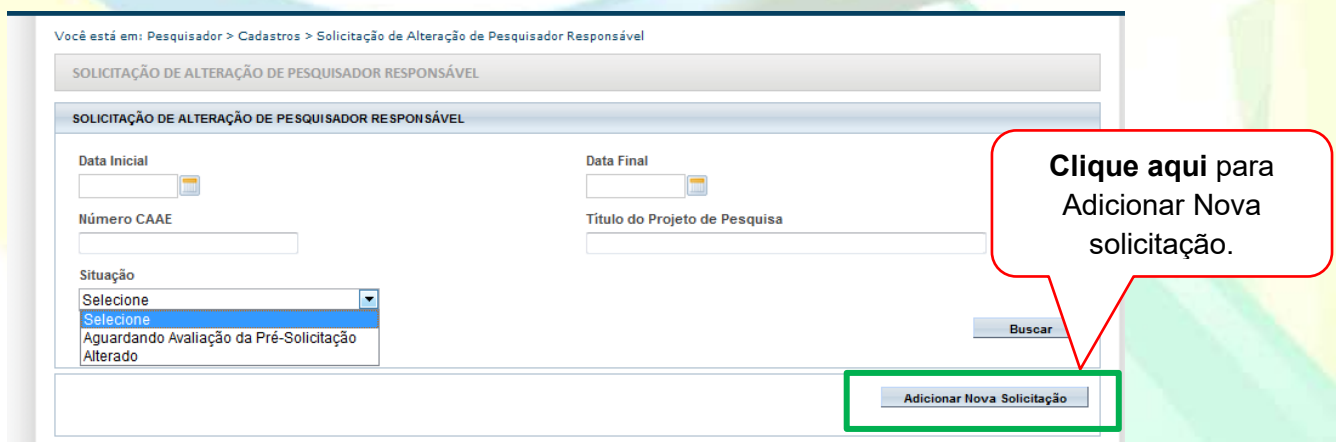 Você está em: Pesquisador > Cadastros > Solicitação de Alteração de Pesquisador Responsável
SOLICITAÇÃO DE ALTERAÇÃO DE PESQUISADOR RESPONSÁVEL
SOLICITAÇÃO DE ALTERAÇÃO DE PESQUISADOR RESPONSÁVEL
Data Inicial
Data Final
Número CAAE
Título do Projeto de Pesquisa
Situação
Selecione
Selecione
Aguardando Avaliação da Pré-Solicitação
Alterado
Buscar
Adicionar Nova Solicitação
Clique aqui para
Adicionar Nova
solicitação.